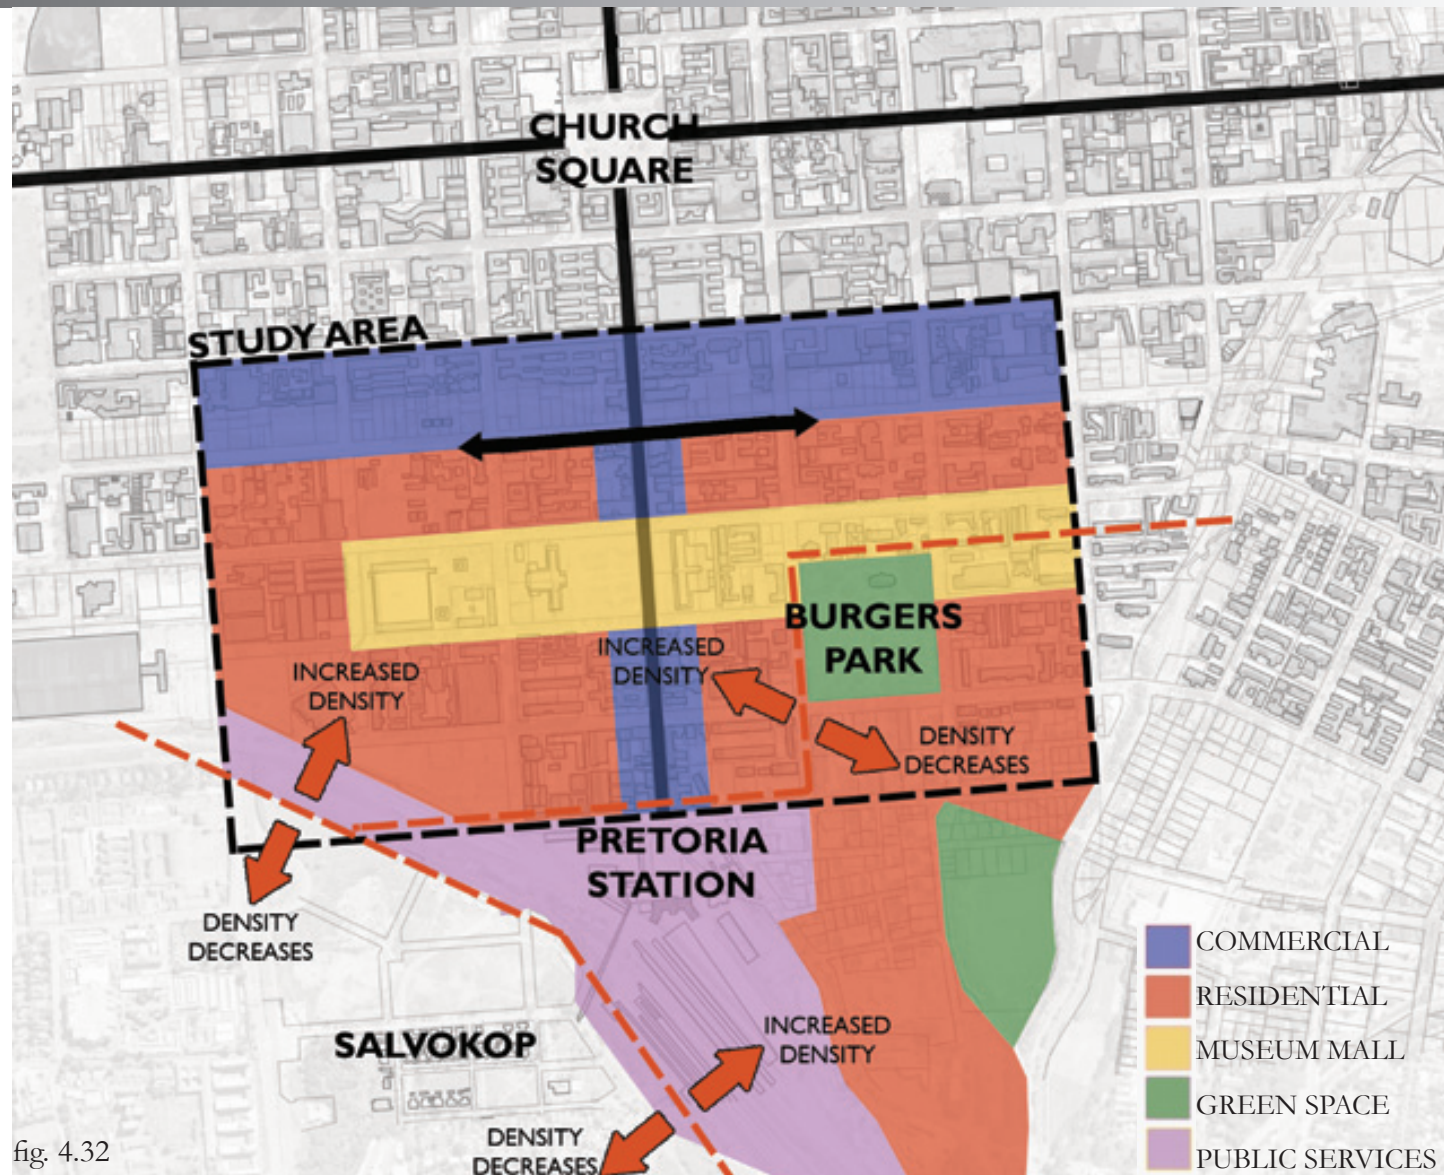 CHURCH
SQUARE
STUDY AREA
BURGERS
PARK
INCREASED
DENSITY
INCREASED
DENSITY
DENSITY
DECREASES
PRETORIA
STATION
DENSITY
DECREASES
SALVOKOP
INCREASED
DENSITY
DENSITY
DECREASES
COMMERCIAL
RESIDENTIAL
MUSEUM MALL
GREEN SPACE
PUBLIC SERVICES
fig. 4.32